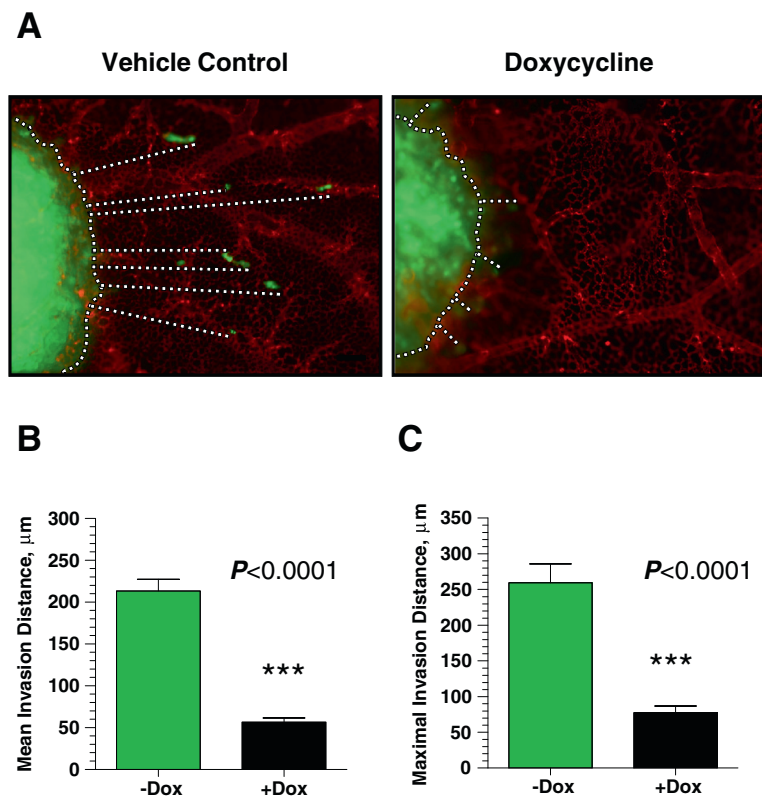 A
Vehicle Control
Doxycycline
B
Mean Invasion Distance, μm
300
250
200
150
100
50
0
P<0.0001
***
-Dox
+Dox
C
Maximal Invasion Distance, μm
350
300
250
200
150
100
50
0
P<0.0001
***
-Dox
+Dox